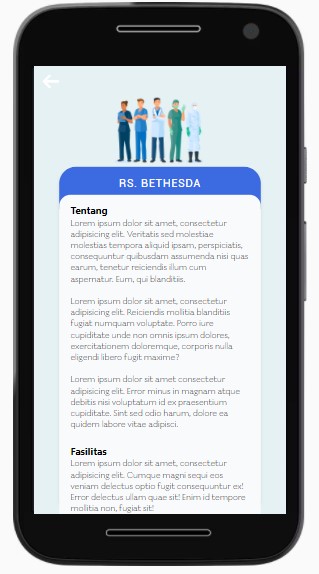 RS. BETHESDA
Tentang
Lorem ipsum dolor sit amet, consectetur
adipisicing elit. Veritatis sed molestiae
molestias tempora aliquid ipsam, perspiciatis,
consequuntur quibusdam assumenda nisi quas
earum, tenetur reiciendis illum cum
aspernatur. Eum, qui blanditiis.
Lorem ipsum dolor sit amet, consectetur
adipisicing elit. Reiciendis mollitia blanditiis
fugiat numquam voluptate. Porro iure
cupiditate unde non omnis ipsum dolores,
exercitationem doloremque, corporis nulla
eligendi libero fugit maxime?
Lorem ipsum dolor sit amet consectetur
adipisicing elit. Error minus in magnam atque
debitis nisi voluptatum id ex praesentium
cupiditate. Sint sed odio harum, dolore ea
quidem labore vitae adipisci.
Fasilitas
Lorem ipsum dolor sit amet, consectetur
adipisicing elit. Cumque magni sequi eos
veniam delectus optio fugit consequuntur ex!
Error delectus ullam quae sit! Enim id tempore
mollitia non, fugiat sit!